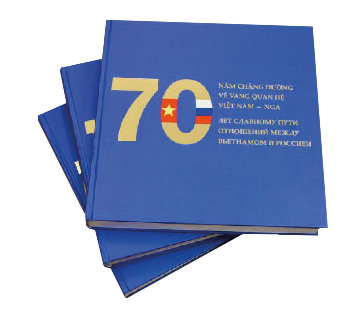 70
NĂM CHẶNG ĐƯỜNG
VẺ VANG QUAN HỆ
VIỆT NAM – NGA
ЛЕТ СЛАВНОМУ ПУТИ
ОТНОШЕНИЙ МЕЖДУ
ВЬЕТНАМОМ И РОССИЕЙ